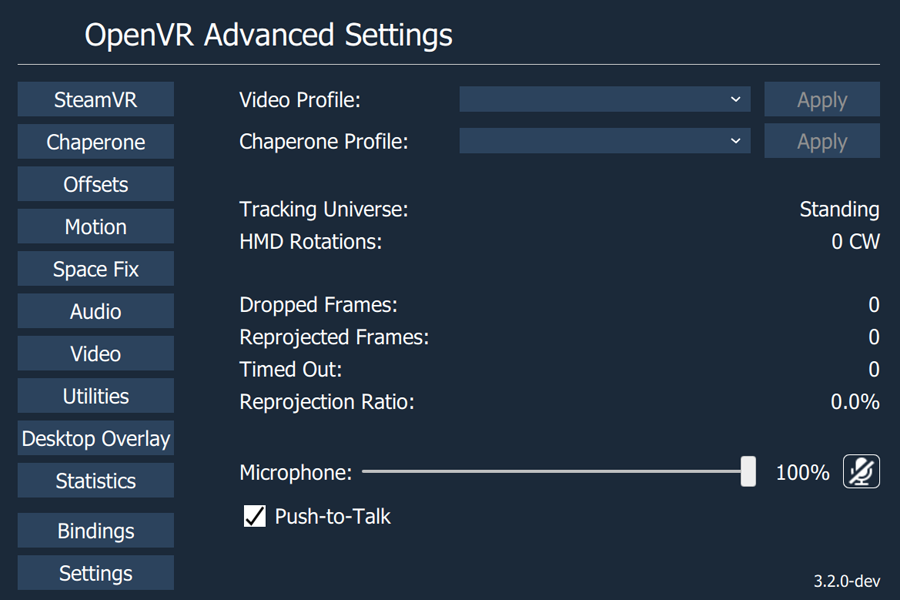 OpenVR Advanced Settings
SteamVR
Chaperone
Offsets
Motion
Space Fix
Audio
Video
Utilities
Desktop Overlay
Statistics
Bindings
Settings
Video Profile: Apply
Chaperone Profile: Apply
Tracking Universe: Standing
HMD Rotations: 0 CW
Dropped Frames: 0
Reprojected Frames: 0
Timed Out: 0
Reprojection Ratio: 0.0%
Microphone: 100%
Push-to-Talk
3.2.0-dev